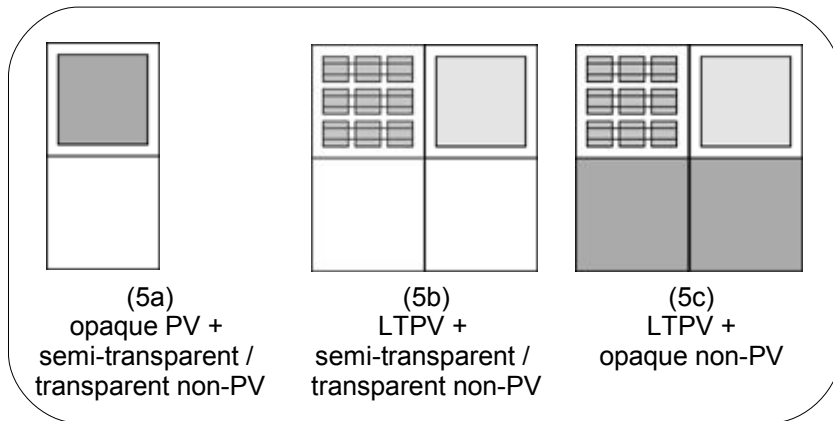 (5a)
opaque PV +
semi-transparent /
transparent non-PV
(5b)
LTPV +
semi-transparent /
transparent non-PV
(5c)
LTPV +
opaque non-PV